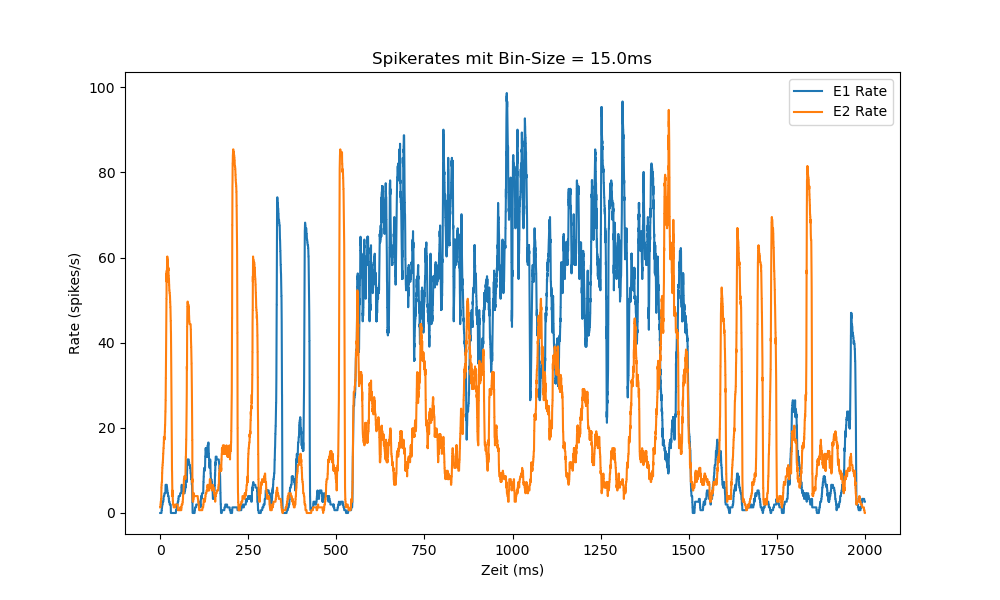 Spikerates mit Bin-Size = 15.0ms
100
80
60
40
20
0
Rate (spikes/s)
E1 Rate
E2 Rate
0 250 500 750 1000 1250 1500 1750 2000
Zeit (ms)